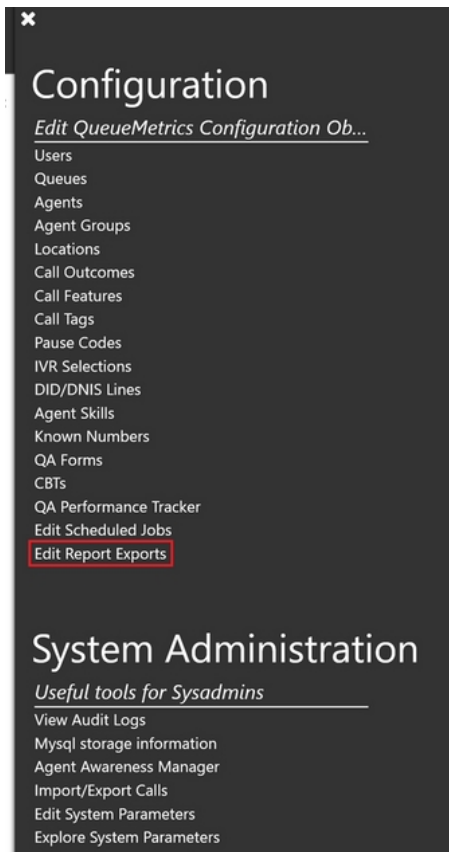 Configuration
Edit QueueMetrics Configuration Ob...
Users
Queues
Agents
Agent Groups
Locations
Call Outcomes
Call Features
Call Tags
Pause Codes
IVR Selections
DID/DNIS Lines
Agent Skills
Known Numbers
QA Forms
CBTs
QA Performance Tracker
Edit Scheduled Jobs
Edit Report Exports
System Administration
Useful tools for Sysadmins
View Audit Logs
Mysql storage information
Agent Awareness Manager
Import/Export Calls
Edit System Parameters
Explore System Parameters